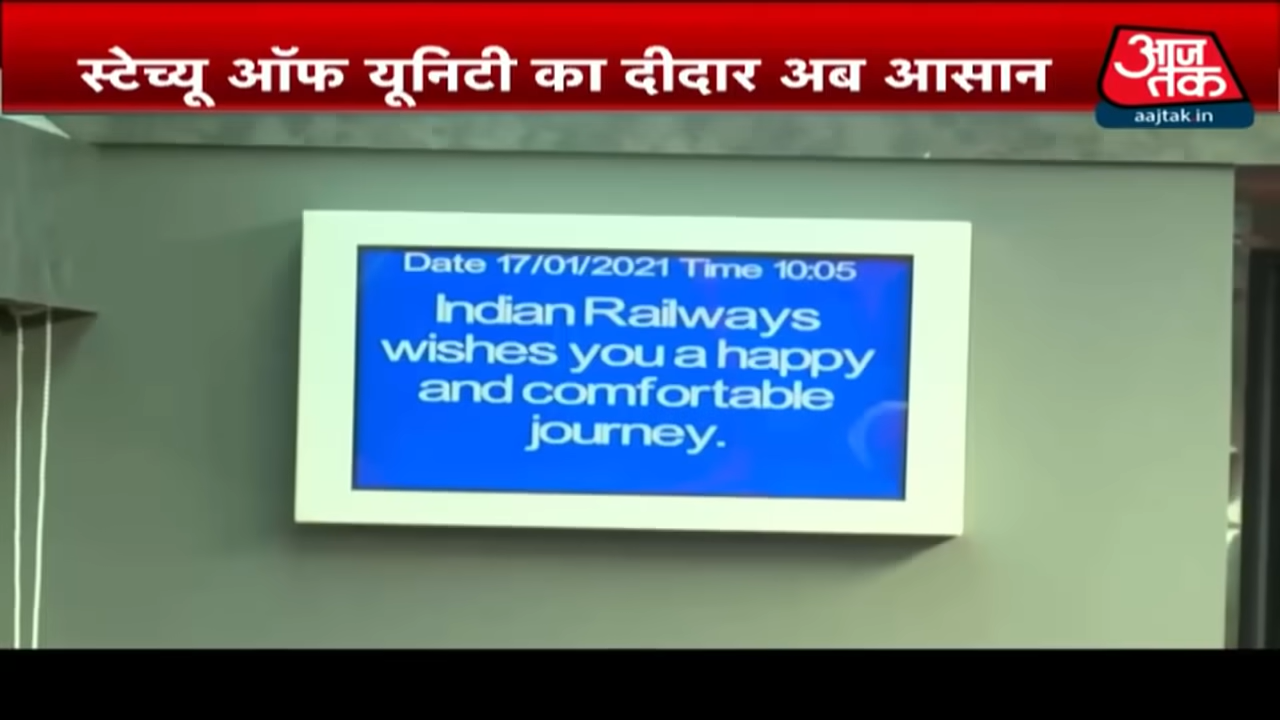 स्टेच्यू ऑफ यूनिटी का दीदार अब आसान
आज
तक
aajtak.in
Date 17/01/2021 Time 10:05
Indian Railways
wishes you a happy
and comfortable
journey.